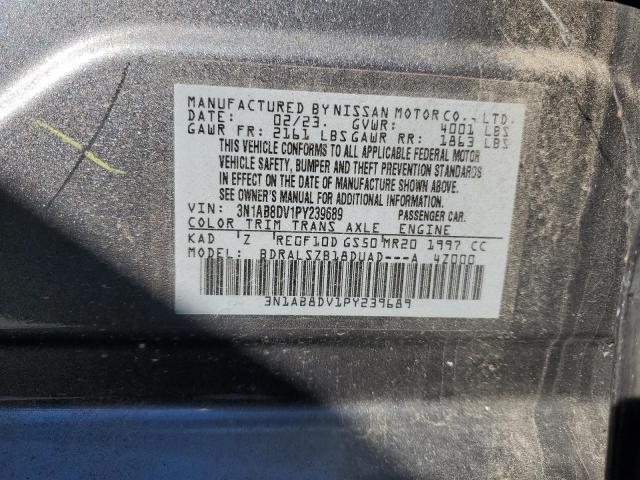 MANUFACTURED BY NISSAN MOTOR CO., LTD.
DATE: 02/23. GVWR: 4001 LBS
GAWR FR: 2161 LBS GAWR RR: 1863 LBS
THIS VEHICLE CONFORMS TO ALL APPLICABLE FEDERAL MOTOR
VEHICLE SAFETY, BUMPER AND THEFT PREVENTION STANDARDS
IN EFFECT ON THE DATE OF MANUFACTURE SHOWN ABOVE.
SEE OWNERS MANUAL FOR ADDITIONAL INFORMATION.
VIN: 3N1AB8DV1PY239689 PASSENGER CAR.
COLOR TRIM TRANS AXLE ENGINE
KAD Z RE0F10D GS50 MR20 1997 CC
MODEL: BDRALSZB18DUAD---A 4Z000
3N1AB8DV1PY239689